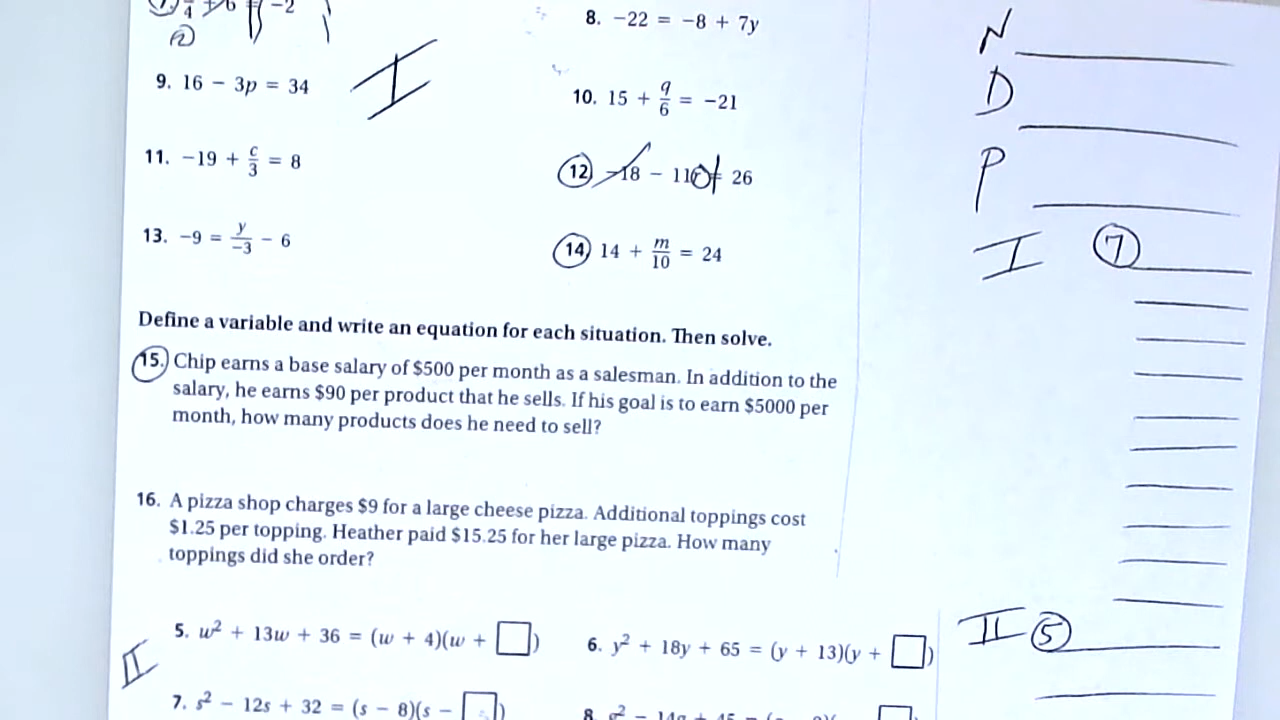 8. −22 = −8 + 7y
N
9. 16 − 3p = 34
I
10. 15 + q/6 = −21
D
11. −19 + c/3 = 8
12 −18 − 11 = 26
P
13. −9 = y/−3 − 6
14 14 + m/10 = 24
I 7
Define a variable and write an equation for each situation. Then solve.
15. Chip earns a base salary of $500 per month as a salesman. In addition to the
salary, he earns $90 per product that he sells. If his goal is to earn $5000 per
month, how many products does he need to sell?
16. A pizza shop charges $9 for a large cheese pizza. Additional toppings cost
$1.25 per topping. Heather paid $15.25 for her large pizza. How many
toppings did she order?
II 5
II
5. w² + 13w + 36 = (w + 4)(w + □)
6. y² + 18y + 65 = (y + 13)(y + □)
7. s² − 12s + 32 = (s − 8)(s − □)
8.